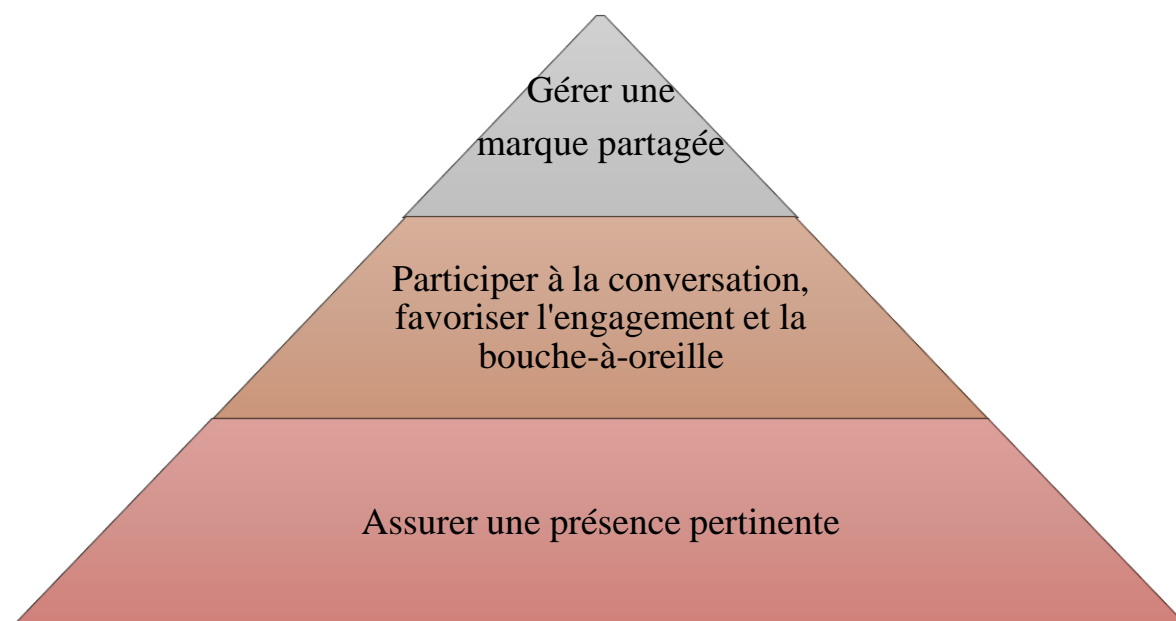 Gérer une
marque partagée
Participer à la conversation,
favoriser l'engagement et la
bouche-à-oreille
Assurer une présence pertinente